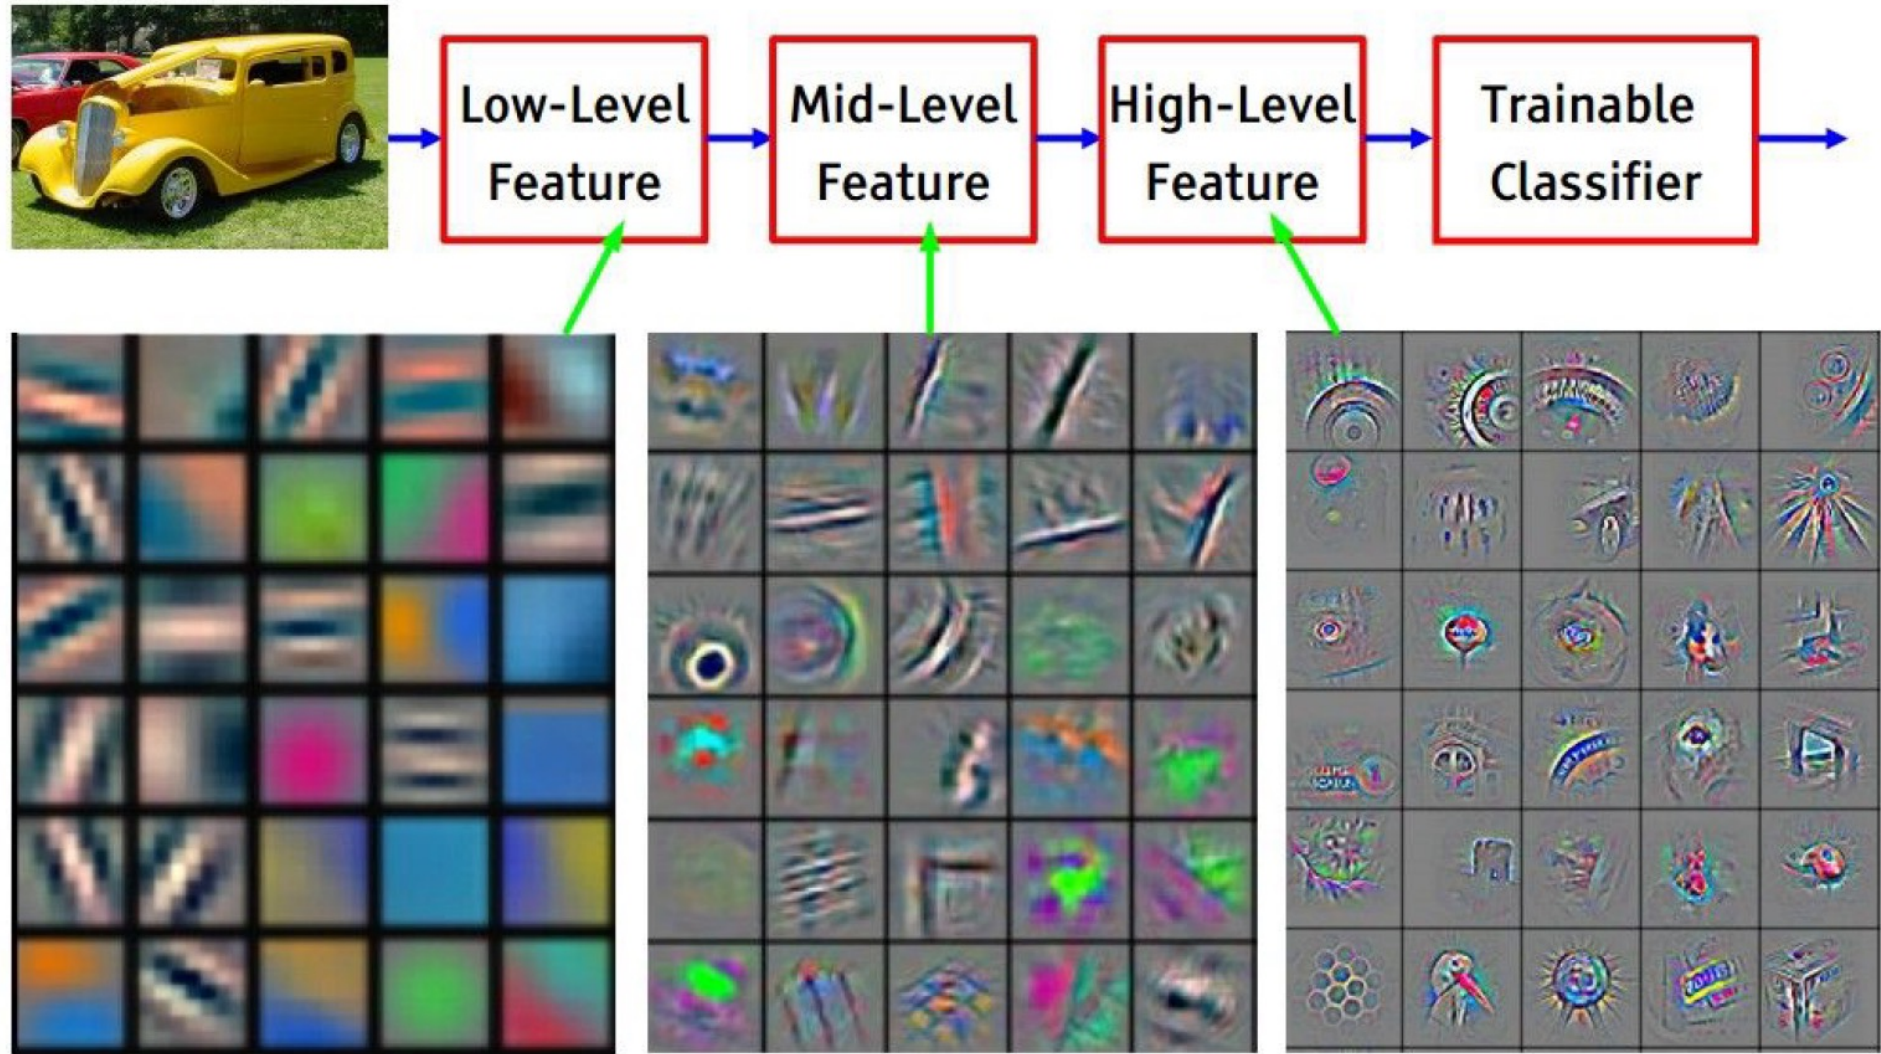 Low-Level
Feature
Mid-Level
Feature
High-Level
Feature
Trainable
Classifier